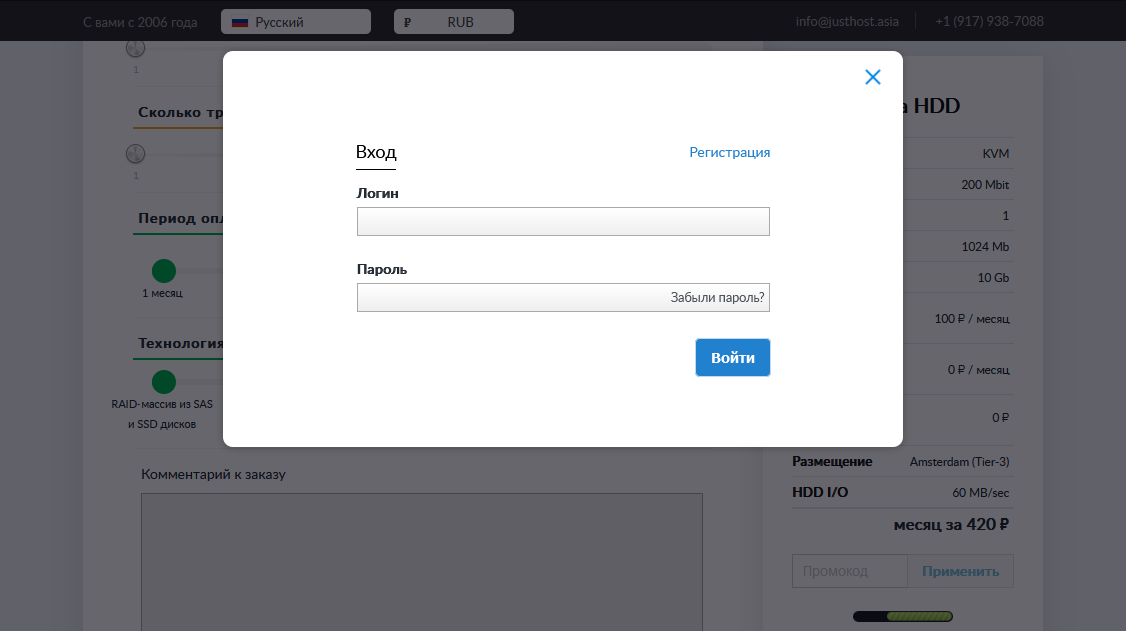 С вами с 2006 года
Русский
₽ RUB
info@justhost.asia
+1 (917) 938-7088
1
Сколько тр
1
Период опл
1 месяц
Технология
RAID-массив из SAS
и SSD дисков
Комментарий к заказу
Вход
Регистрация
Логин
Пароль
Забыли пароль?
Войти
а HDD
KVM
200 Mbit
1
1024 Mb
10 Gb
100 ₽ / месяц
0 ₽ / месяц
0 ₽
Размещение Amsterdam (Tier-3)
HDD I/O 60 MB/sec
месяц за 420 ₽
Промокод Применить